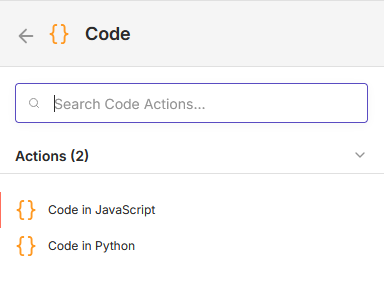 Code
Search Code Actions...
Actions (2)
Code in JavaScript
Code in Python